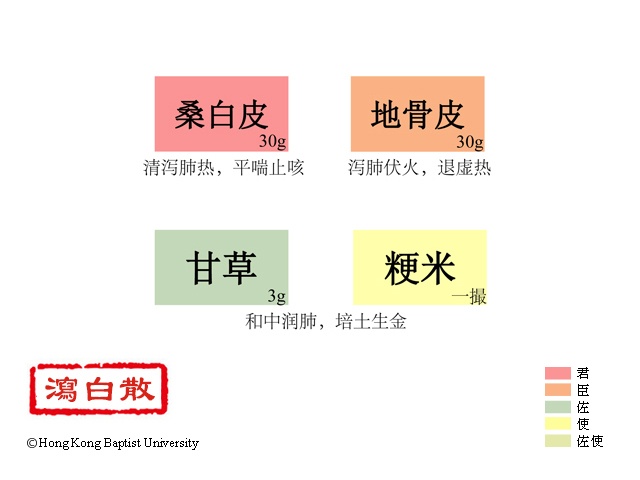 桑白皮
30g
地骨皮
30g
清泻肺热，平喘止咳
泻肺伏火，退虚热
甘草
3g
粳米
一撮
和中润肺，培土生金
瀉白散
©Hong Kong Baptist University
君
臣
佐
使
佐使